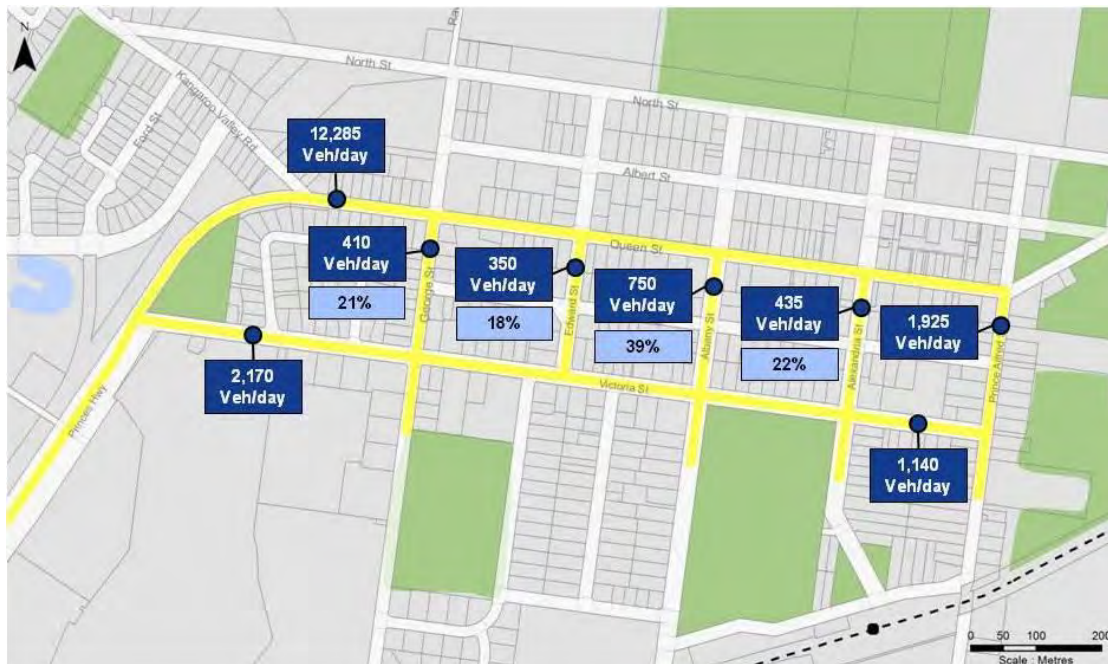 N
Ford St
Kangaroo Valley Rd
North St
North St
Albert St
12,285
Veh/day
Queen St
410
Veh/day
21%
George St
350
Veh/day
18%
Edward St
750
Veh/day
39%
Albany St
435
Veh/day
22%
Alexandria St
1,925
Veh/day
Prince Alfred
2,170
Veh/day
Victoria St
Princes Hwy
1,140
Veh/day
0 50 100 200
Scale : Metres